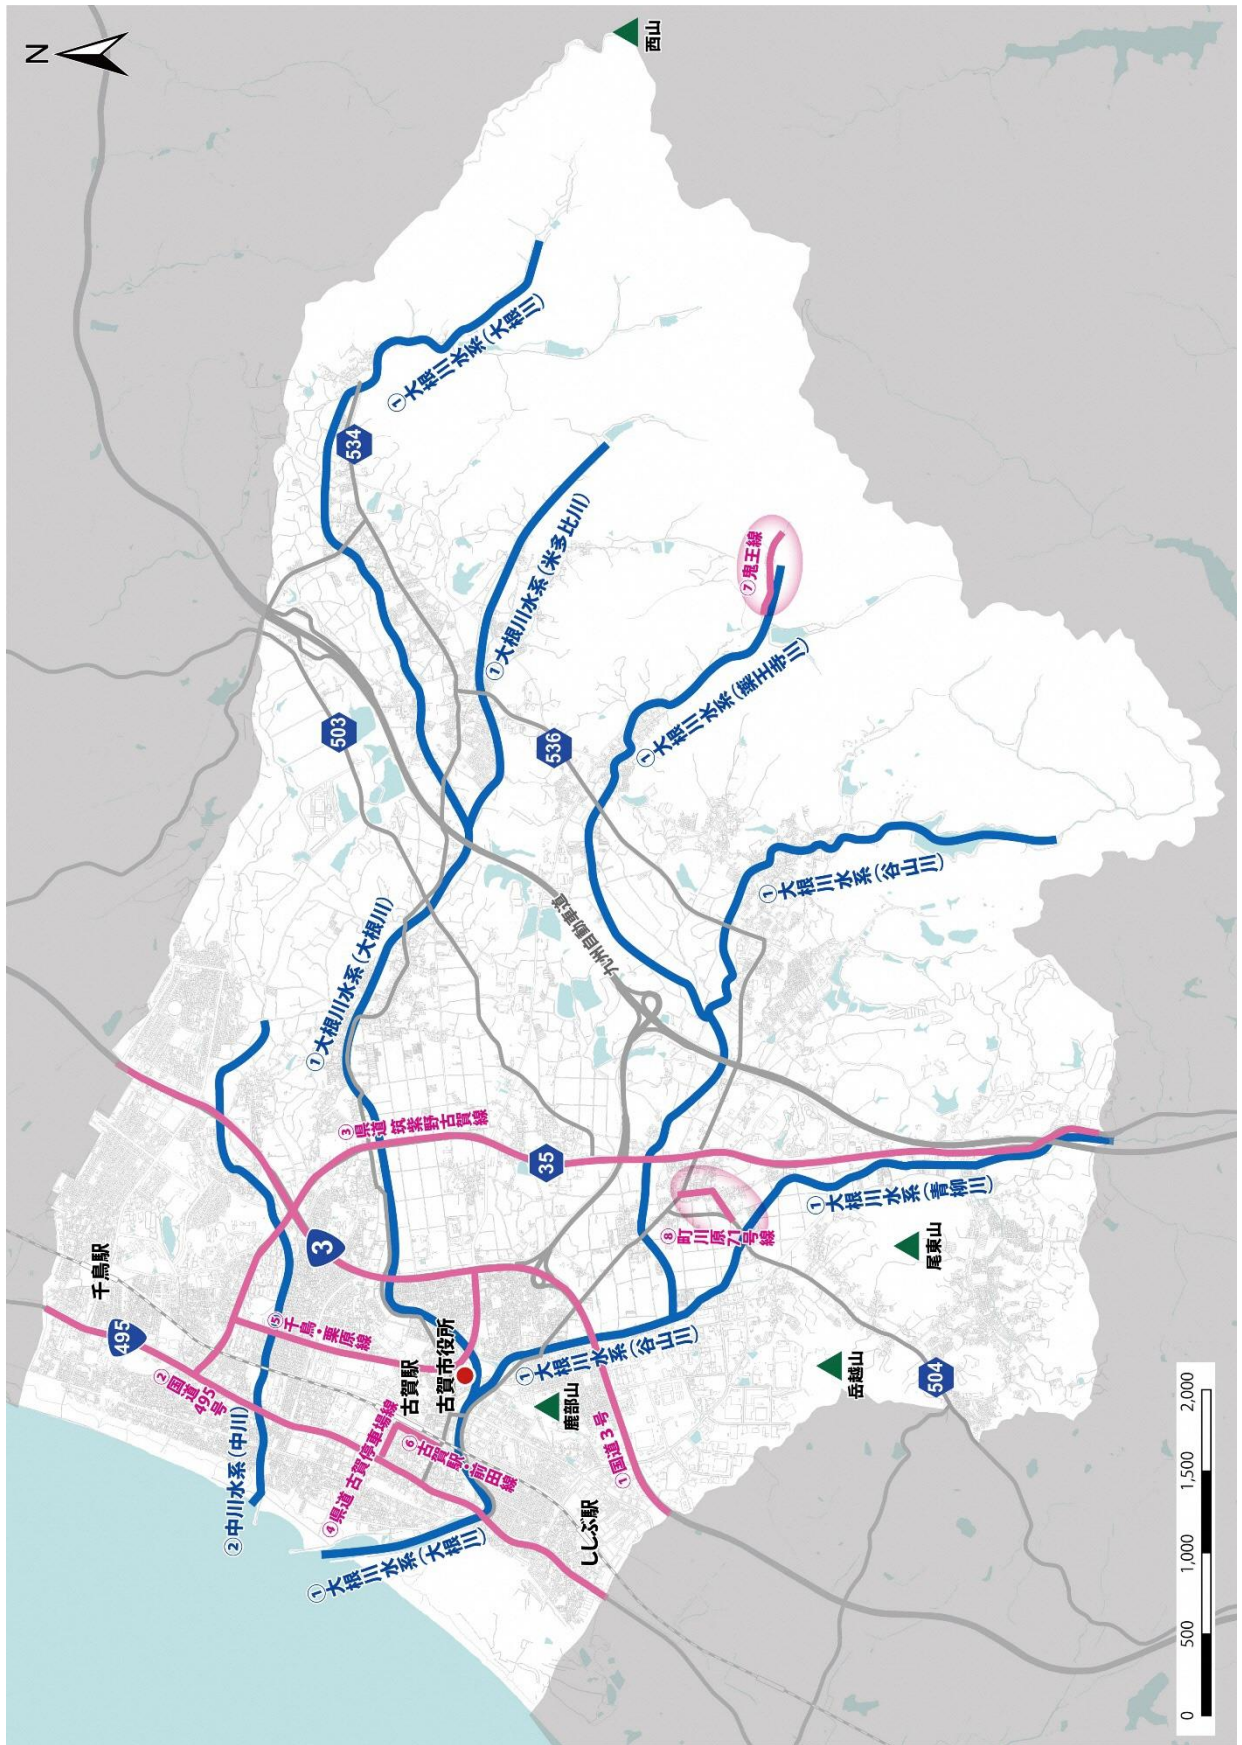 N
西山
①大根川水系(大根川)
534
①大根川水系(米多比川)
⑦鬼王線
503
536
①大根川水系(薬王寺川)
①大根川水系(谷山川)
九州自動車道
①大根川水系(大根川)
③県道 筑紫野古賀線
35
①大根川水系(青柳川)
⑧町川原
71号線
尾東山
3
千鳥駅
495
⑤千鳥・栗原線
②国道
495号
古賀駅
古賀市役所
①大根川水系(谷山川)
鹿部山
岳越山
504
②中川水系(中川)
④県道 古賀停車場線
⑥古賀駅・前田線
①国道3号
①大根川水系(大根川)
ししぶ駅
0 500 1,000 1,500 2,000